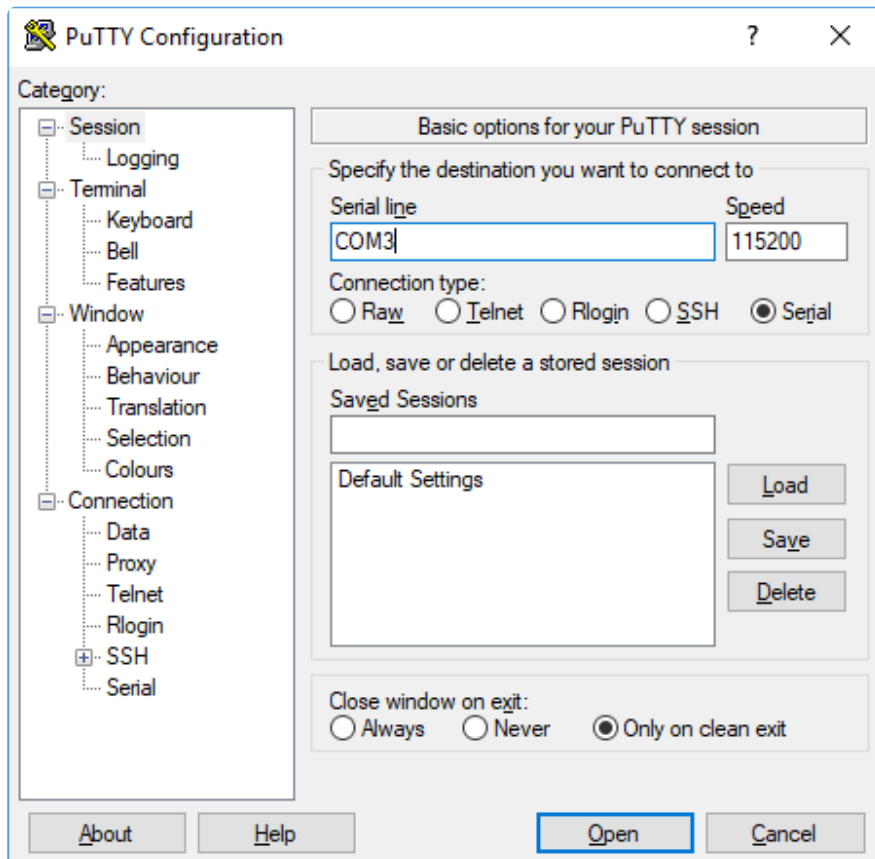 PuTTY Configuration
?
Category:
Session
Logging
Terminal
Keyboard
Bell
Features
Window
Appearance
Behaviour
Translation
Selection
Colours
Connection
Data
Proxy
Telnet
Rlogin
SSH
Serial
Basic options for your PuTTY session
Specify the destination you want to connect to
Serial line Speed
COM3 115200
Connection type:
Raw Telnet Rlogin SSH Serial
Load, save or delete a stored session
Saved Sessions
Default Settings
Load
Save
Delete
Close window on exit:
Always Never Only on clean exit
About Help Open Cancel